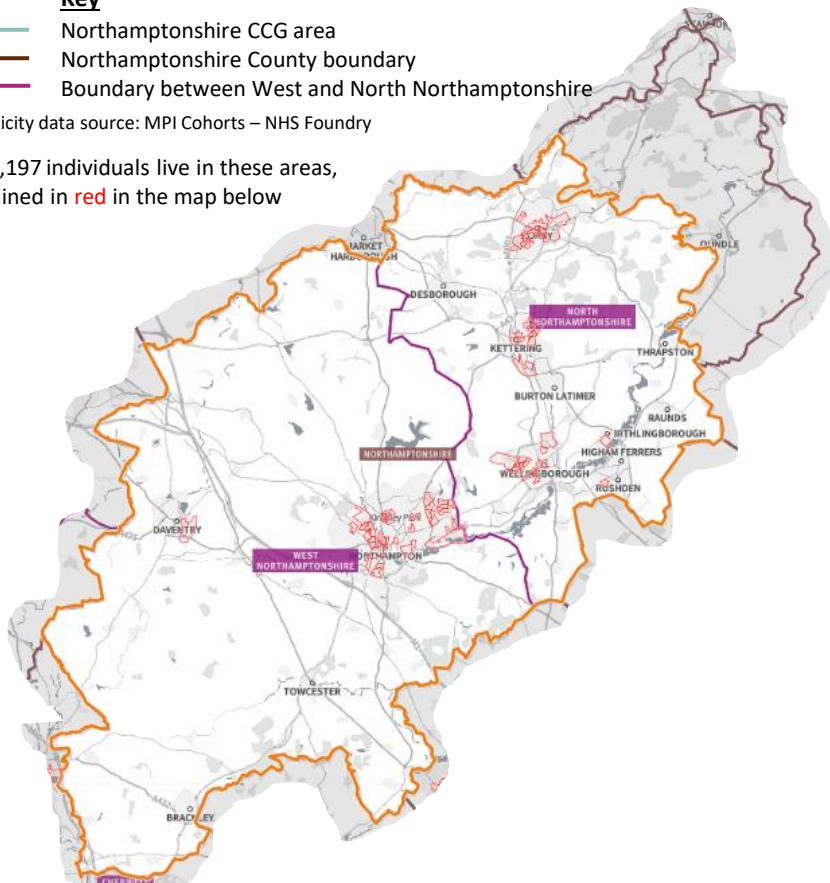 Key
Northamptonshire CCG area
Northamptonshire County boundary
Boundary between West and North Northamptonshire
icity data source: MPI Cohorts – NHS Foundry
,197 individuals live in these areas,
lined in red in the map below
MARKET
HARBOROUGH
OUNDLE
DESBOROUGH
NORTH
NORTHAMPTONSHIRE
KETTERING
THRAPSTON
BURTON LATIMER
RAUNDS
IRTHLINGBOROUGH
NORTHAMPTONSHIRE
HIGHAM FERRERS
WELLINGBOROUGH
RUSHDEN
DAVENTRY
WEST
NORTHAMPTONSHIRE
NORTHAMPTON
TOWCESTER
BRACKLEY